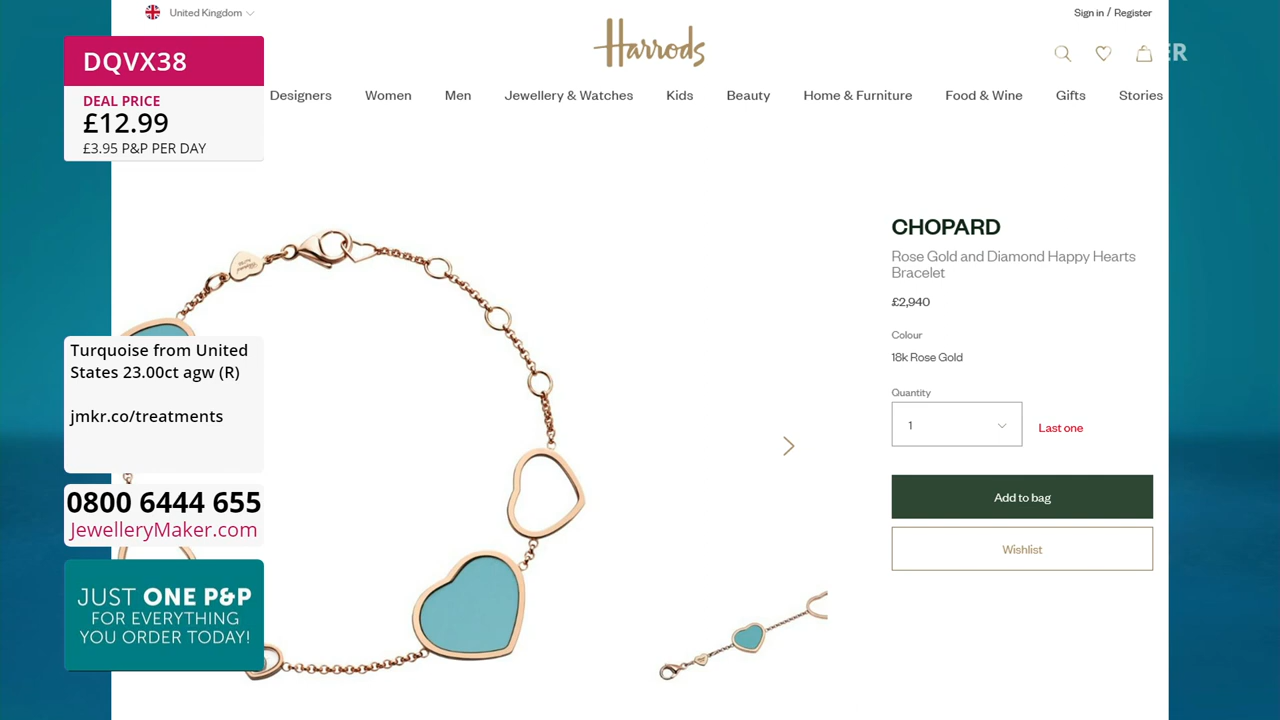 United Kingdom
Sign in / Register
Harrods
ER
DQVX38
DEAL PRICE
£12.99
£3.95 P&P PER DAY
Designers
Women
Men
Jewellery & Watches
Kids
Beauty
Home & Furniture
Food & Wine
Gifts
Stories
CHOPARD
Rose Gold and Diamond Happy Hearts
Bracelet
£2,940
Colour
18k Rose Gold
Quantity
1
Last one
Add to bag
Wishlist
Turquoise from United
States 23.00ct agw (R)
jmkr.co/treatments
0800 6444 655
JewelleryMaker.com
JUST ONE P&P
FOR EVERYTHING
YOU ORDER TODAY!